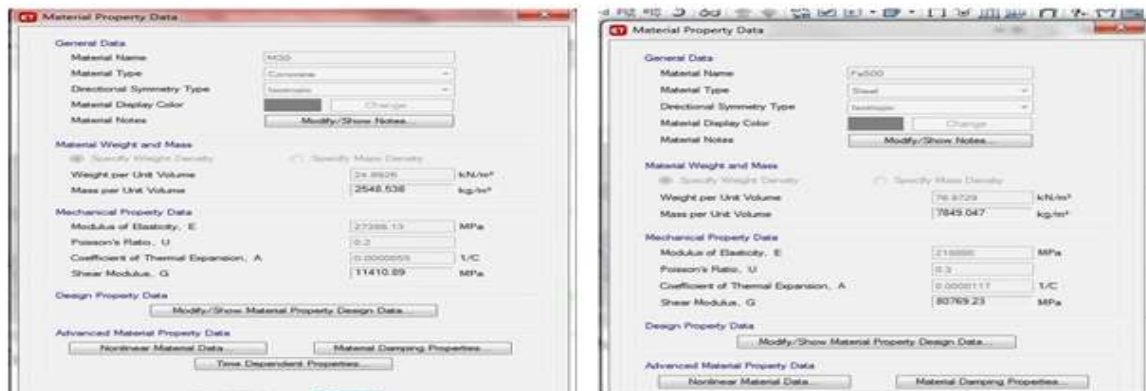 Material Property Data
General Data
Material Name
Material Type Concrete
Directional Symmetry Type Isotropic
Material Display Color Change
Material Notes Modify/Show Notes...
Material Weight and Mass
Specify Weight Density Specify Mass Density
Weight per Unit Volume kN/m³
Mass per Unit Volume 2548.538 kg/m³
Mechanical Property Data
Modulus of Elasticity, E MPa
Poisson's Ratio, U 0.2
Coefficient of Thermal Expansion, A 1/C
Shear Modulus, G MPa
Design Property Data
Modify/Show Material Property Design Data...
Advanced Material Property Data
Nonlinear Material Data... Material Damping Properties...
Time Dependent Properties...
Material Property Data
General Data
Material Name Fe500
Material Type Steel
Directional Symmetry Type Isotropic
Material Display Color Change
Material Notes Modify/Show Notes...
Material Weight and Mass
Specify Weight Density Specify Mass Density
Weight per Unit Volume 76.9729 kN/m³
Mass per Unit Volume 7849.047 kg/m³
Mechanical Property Data
Modulus of Elasticity, E MPa
Poisson's Ratio, U 0.3
Coefficient of Thermal Expansion, A 0.0000117 1/C
Shear Modulus, G 80769.23 MPa
Design Property Data
Modify/Show Material Property Design Data...
Advanced Material Property Data
Nonlinear Material Data... Material Damping Properties...